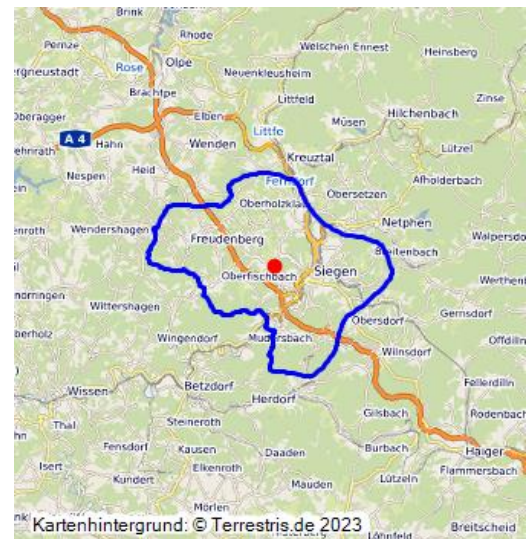 Brink
Rhode
Welschen Ennest
Heinsberg
Pernze
Rose
Olpe
ergneustadt
Neuenkleusheim
Zinse
Brachtpe
Littfeld
Oberagger
Elben
Hilchenbach
A 4
Littfe
Müsen
ehnrath
Hahn
Wenden
Lützel
Kreuztal
Nespen
Heid
Ferndorf
Afholderbach
Obersetzen
Oberholzklau
Netphen
Wendershagen
Walpersdo
Freudenberg
Breitenbach
Siegen
Oberfischbach
Werthen
Wittershagen
Gernsdorf
Obersdorf
Offdilln
berholz
Wingendorf
Mudersbach
Wilnsdorf
Betzdorf
Wissen
Fellerdilln
Herdorf
Thal
Steineroth
Gilsbach
Rodenbach
Fensdorf
Kausen
Daaden
Burbach
Haiger
Isert
Elkenroth
Flammersbach
Kundert
Mauden
Lützeln
Mörlen
Breitscheid
Kartenhintergrund: © Terrestris.de 2023